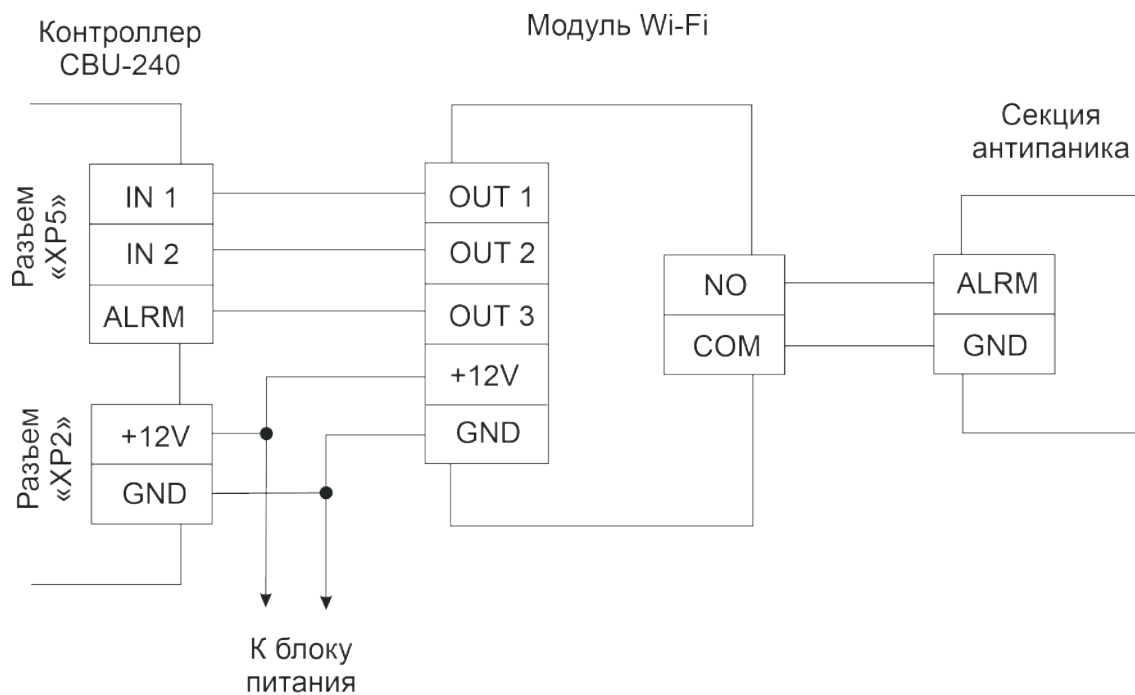 Модуль Wi-Fi
Контроллер
CBU-240
Секция
антипаника
Разъем
«XP5»
IN 1
IN 2
ALRM
OUT 1
OUT 2
OUT 3
+12V
GND
NO
COM
ALRM
GND
Разъем
«XP2»
+12V
GND
К блоку
питания